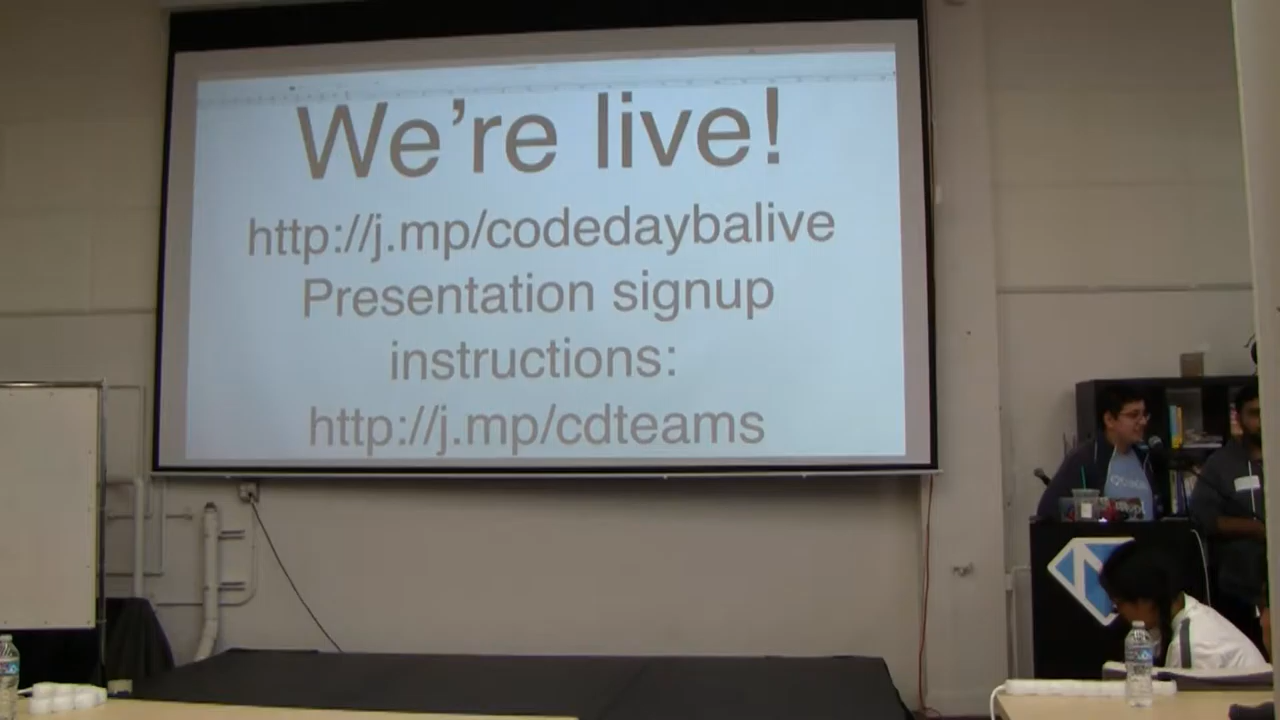 We're live!
http://j.mp/codedaybalive
Presentation signup
instructions:
http://j.mp/cdteams